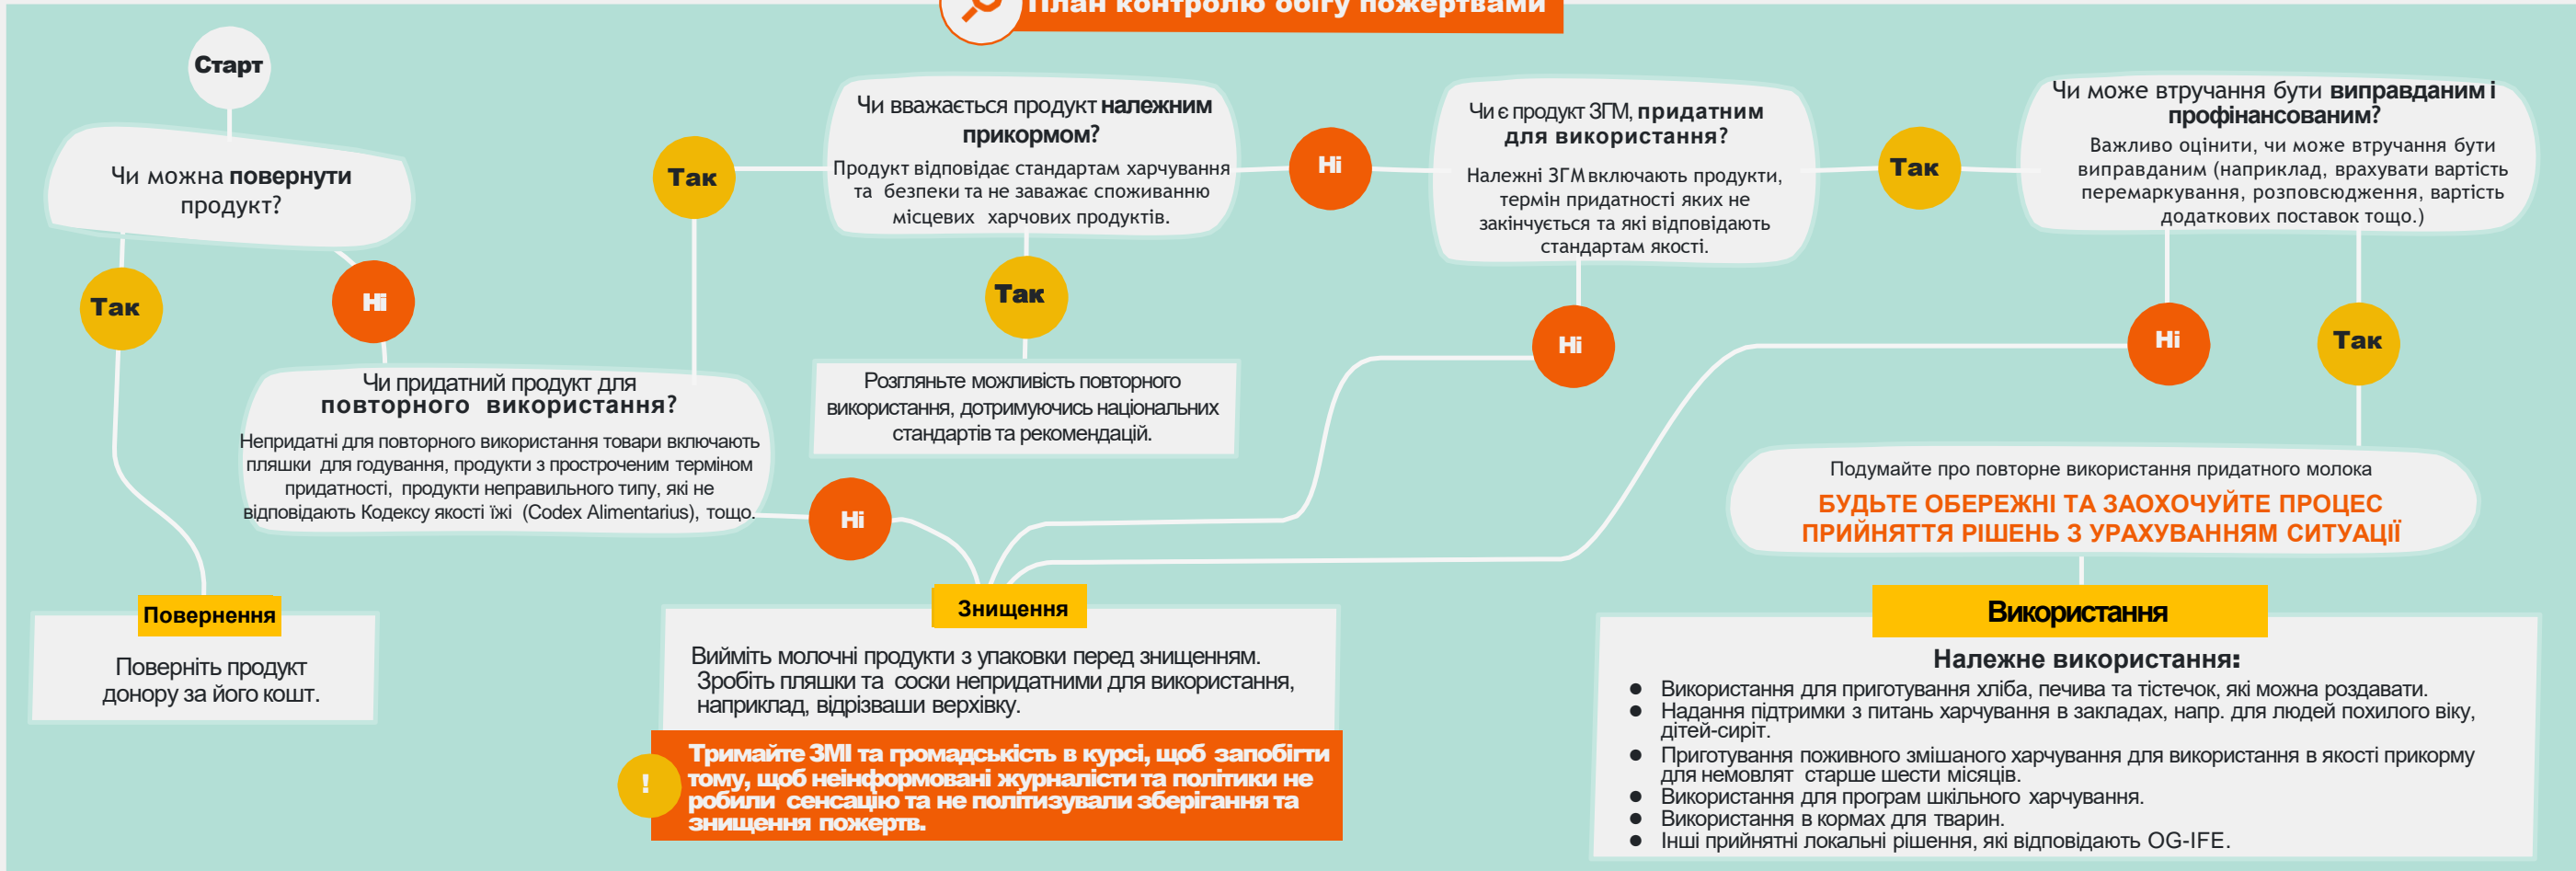 План контролю обігу пожертвами
Старт
Чи можна повернути
продукт?
Так
Ні
Чи придатний продукт для
повторного використання?
Непридатні для повторного використання товари включають
пляшки для годування, продукти з простроченим терміном
придатності, продукти неправильного типу, які не
відповідають Кодексу якості їжі (Codex Alimentarius), тощо.
Так
Ні
Чи вважається продукт належним
прикормом?
Продукт відповідає стандартам харчування
та безпеки та не заважає споживанню
місцевих харчових продуктів.
Так
Розгляньте можливість повторного
використання, дотримуючись національних
стандартів та рекомендацій.
Ні
Чи є продукт ЗГМ, придатним
для використання?
Належні ЗГМ включають продукти,
термін придатності яких не
закінчується та які відповідають
стандартам якості.
Ні
Так
Чи може втручання бути виправданим і
профінансованим?
Важливо оцінити, чи може втручання бути
виправданим (наприклад, врахувати вартість
перемаркування, розповсюдження, вартість
додаткових поставок тощо.)
Ні
Так
Подумайте про повторне використання придатного молока
БУДЬТЕ ОБЕРЕЖНІ ТА ЗАОХОЧУЙТЕ ПРОЦЕС
ПРИЙНЯТТЯ РІШЕНЬ З УРАХУВАННЯМ СИТУАЦІЇ
Повернення
Поверніть продукт
донору за його кошт.
Знищення
Вийміть молочні продукти з упаковки перед знищенням.
Зробіть пляшки та соски непридатними для використання,
наприклад, відрізваши верхівку.
!
Тримайте ЗМІ та громадськість в курсі, щоб запобігти
тому, щоб неінформовані журналісти та політики не
робили сенсацію та не політизували зберігання та
знищення пожертв.
Використання
Належне використання:
● Використання для приготування хліба, печива та тістечок, які можна роздавати.
● Надання підтримки з питань харчування в закладах, напр. для людей похилого віку,
дітей-сиріт.
● Приготування поживного змішаного харчування для використання в якості прикорму
для немовлят старше шести місяців.
● Використання для програм шкільного харчування.
● Використання в кормах для тварин.
● Інші прийнятні локальні рішення, які відповідають OG-IFE.